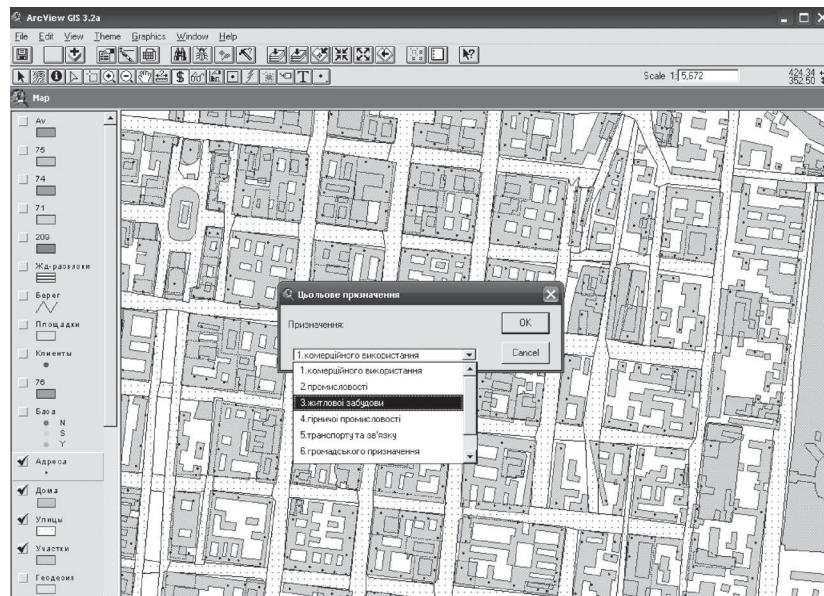 ArcView GIS 3.2a
File Edit View Theme Graphics Window Help
Scale 1: 5,672
424.34
352.50
Map
Av
75
74
71
209
Жд-развязки
Берег
Площадки
Клиенты
76
База
N
S
Y
Адреса
Дома
Улицы
Участки
Геодезия
Цьольове призначення
Призначення:
OK
1.комерційного використання
Cancel
1.комерційного використання
2.промисловості
3.житлової забудови
4.гірничої промисловості
5.транспорту та зв'язку
6.громадського призначення